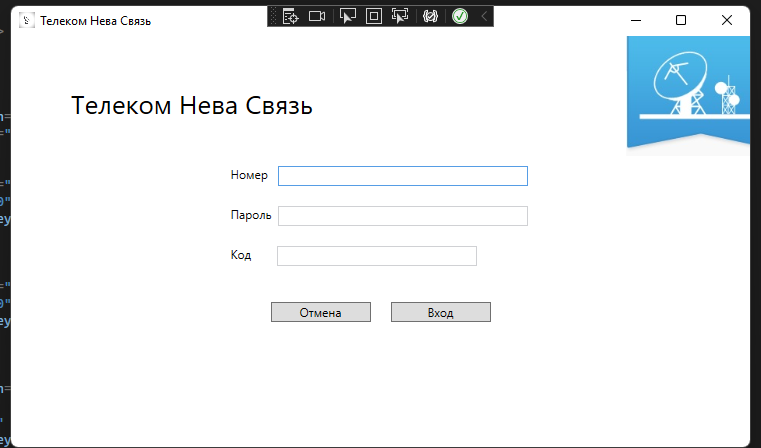 Телеком Нева Связь
Телеком Нева Связь
Номер
Пароль
Код
Отмена
Вход